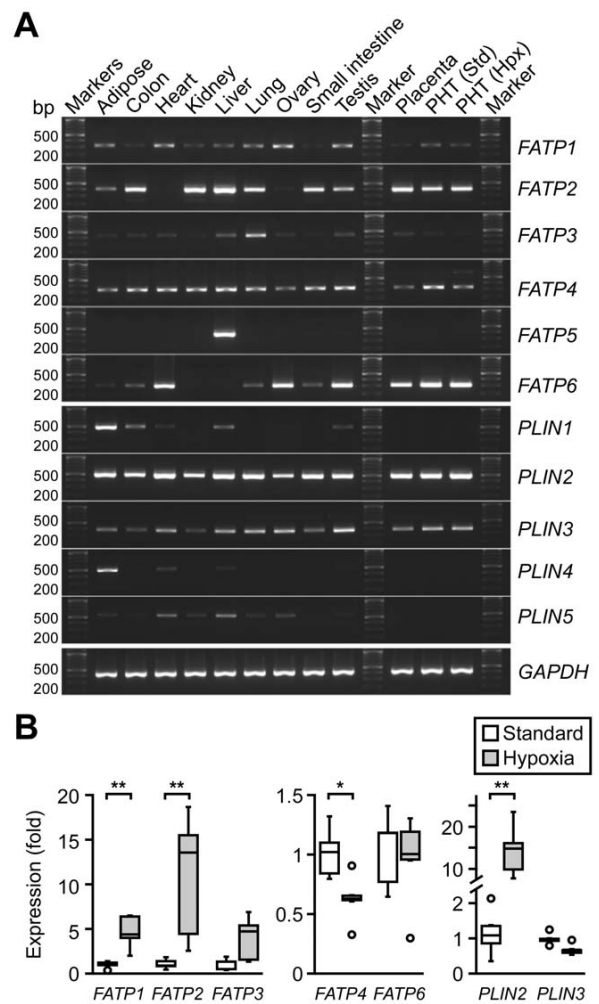 A
bp Markers Adipose Colon Heart Kidney Liver Lung Ovary Small intestine Testis Marker Placenta PHT (Std) PHT (Hpx) Marker
500
200 FATP1
500
200 FATP2
500
200 FATP3
500
200 FATP4
500
200 FATP5
500
200 FATP6
500
200 PLIN1
500
200 PLIN2
500
200 PLIN3
500
200 PLIN4
500
200 PLIN5
500
200 GAPDH
B
Standard
Hypoxia
Expression (fold)
20
15
10
5
0
** **
FATP1 FATP2 FATP3
1.5
1
0.5
0
*
FATP4 FATP6
20
10
2
1
0
**
PLIN2 PLIN3